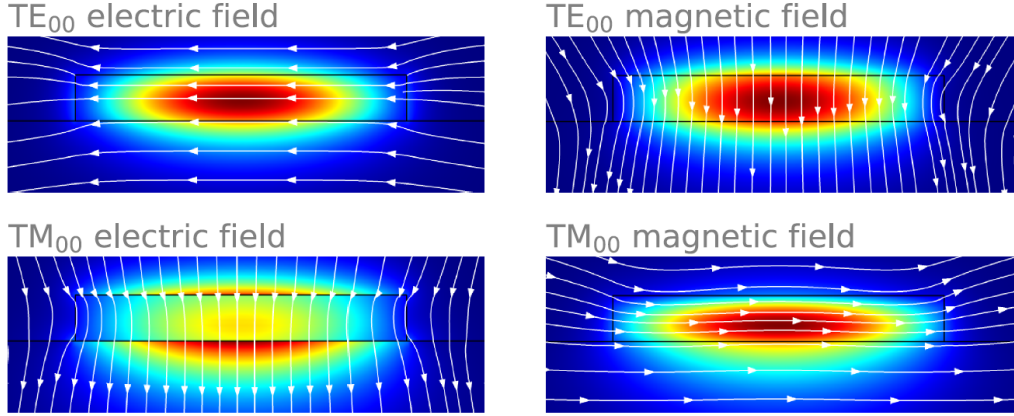 TE₀₀ electric field
TE₀₀ magnetic field
TM₀₀ electric field
TM₀₀ magnetic field